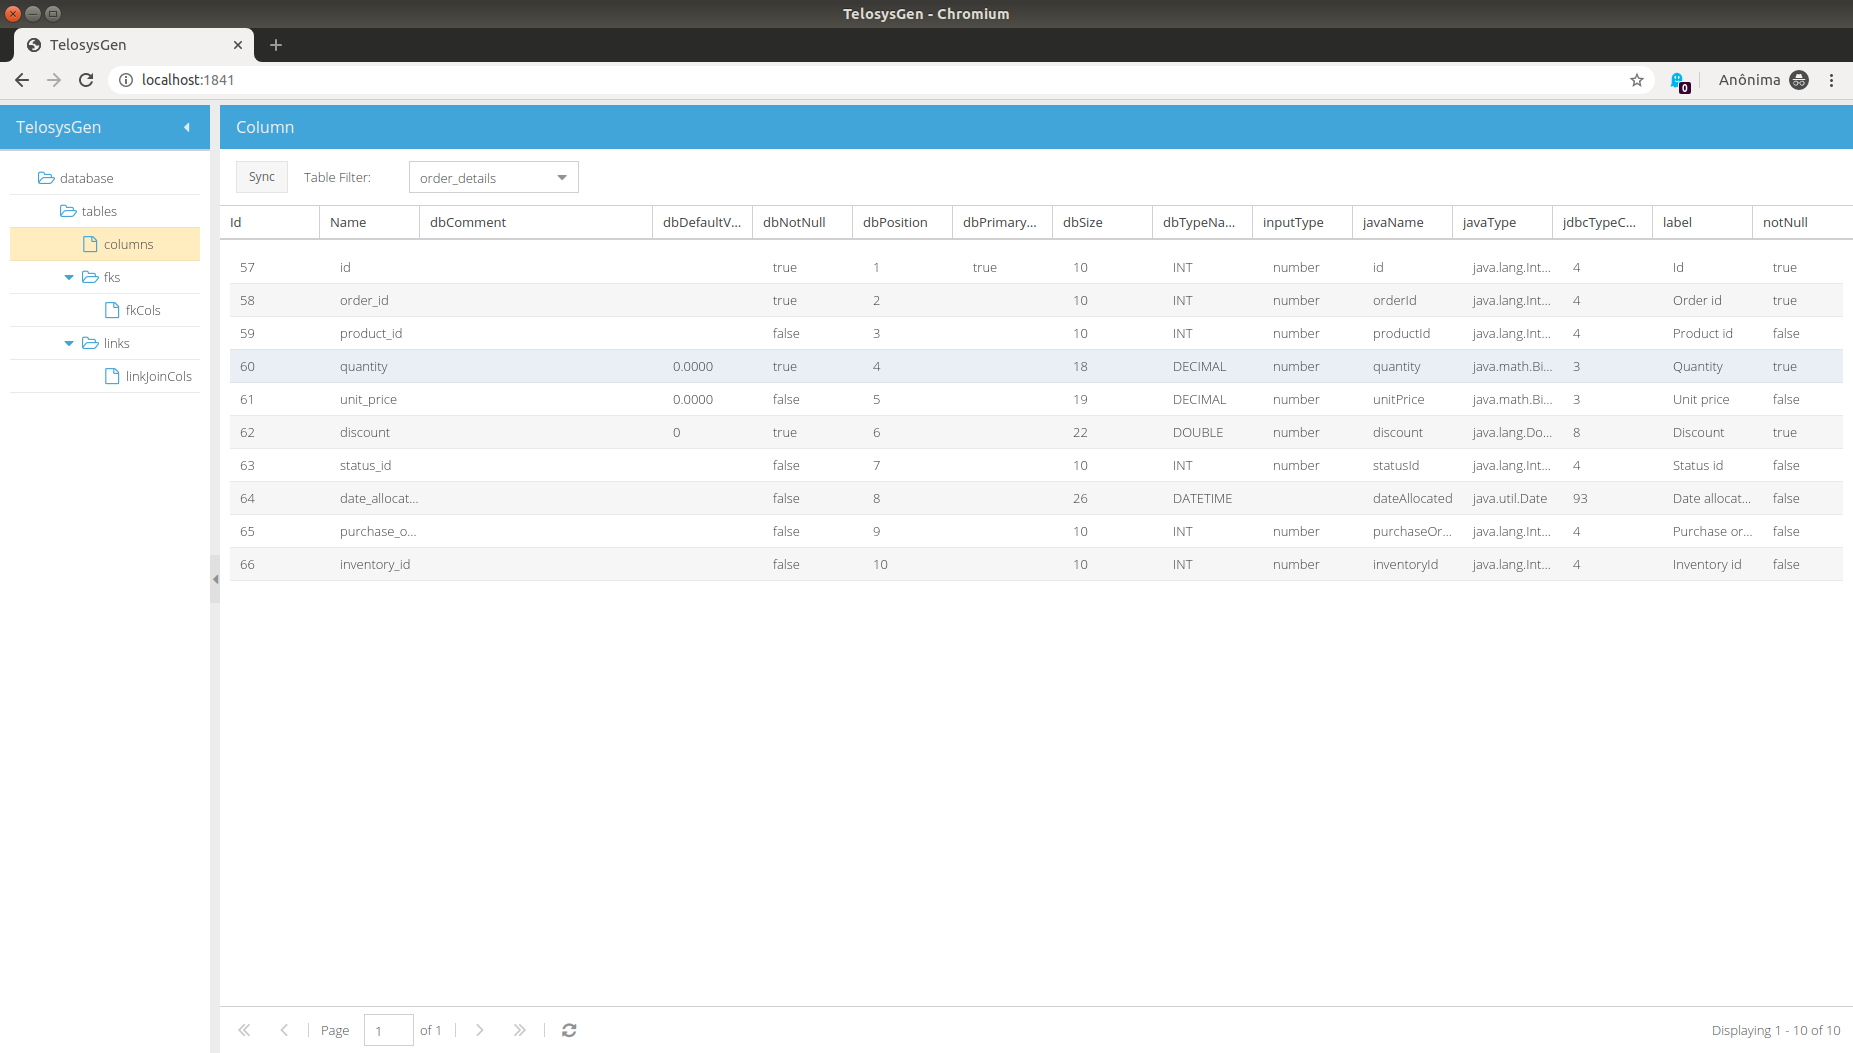 TelosysGen - Chromium
TelosysGen
localhost:1841
0
Anônima
TelosysGen
Column
database
tables
columns
fks
fkCols
links
linkJoinCols
Sync Table Filter: order_details
Id Name dbComment dbDefaultV... dbNotNull dbPosition dbPrimary... dbSize dbTypeNa... inputType javaName javaType jdbcTypeC... label notNull
57 id true 1 true 10 INT number id java.lang.Int... 4 Id true
58 order_id true 2 10 INT number orderId java.lang.Int... 4 Order id true
59 product_id false 3 10 INT number productId java.lang.Int... 4 Product id false
60 quantity 0.0000 true 4 18 DECIMAL number quantity java.math.Bi... 3 Quantity true
61 unit_price 0.0000 false 5 19 DECIMAL number unitPrice java.math.Bi... 3 Unit price false
62 discount 0 true 6 22 DOUBLE number discount java.lang.Do... 8 Discount true
63 status_id false 7 10 INT number statusId java.lang.Int... 4 Status id false
64 date_allocat... false 8 26 DATETIME dateAllocated java.util.Date 93 Date allocat... false
65 purchase_o... false 9 10 INT number purchaseOr... java.lang.Int... 4 Purchase or... false
66 inventory_id false 10 10 INT number inventoryId java.lang.Int... 4 Inventory id false
Page 1 of 1
Displaying 1 - 10 of 10